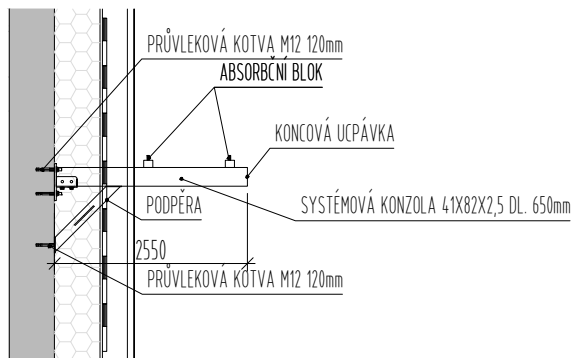 PRŮVLEKOVÁ KOTVA M12 120mm
ABSORBČNÍ BLOK
KONCOVÁ UCPÁVKA
PODPĚRA
SYSTÉMOVÁ KONZOLA 41X82X2,5 DL. 650mm
2550
PRŮVLEKOVÁ KOTVA M12 120mm